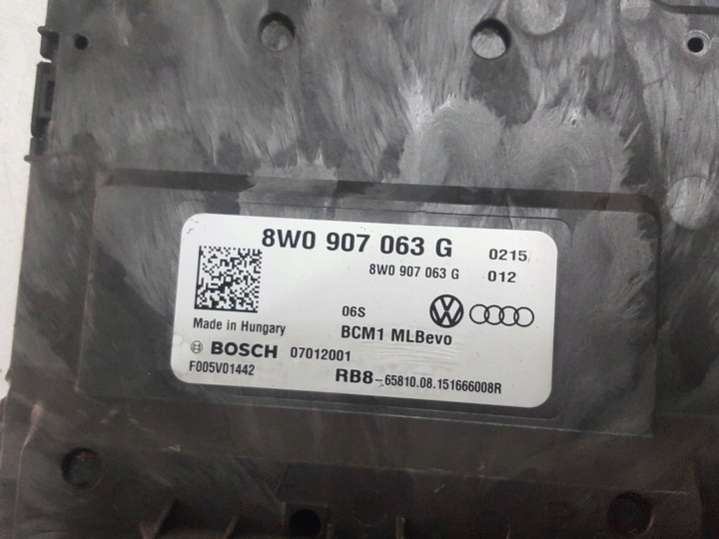 8W0 907 063 G 0215
8W0 907 063 G 012
06S
Made in Hungary BCM1 MLBevo
BOSCH 07012001
F005V01442 RB8-65810.08.151666008R